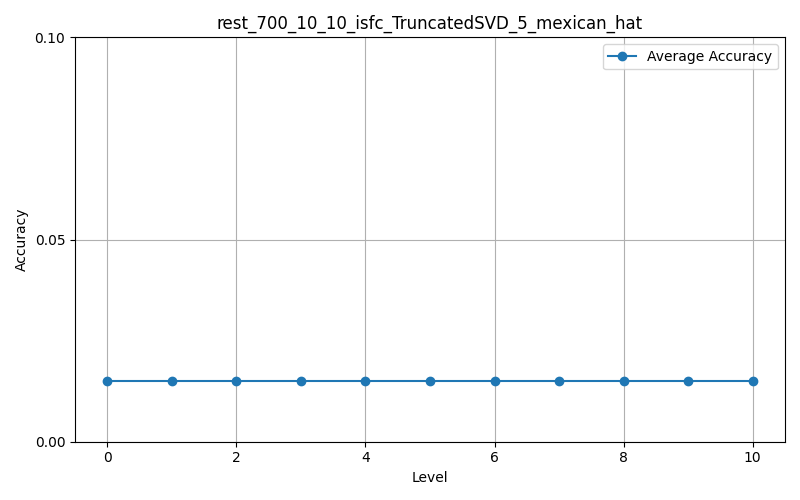 rest_700_10_10_isfc_TruncatedSVD_5_mexican_hat
Average Accuracy
0.10
0.05
0.00
Accuracy
0 2 4 6 8 10
Level